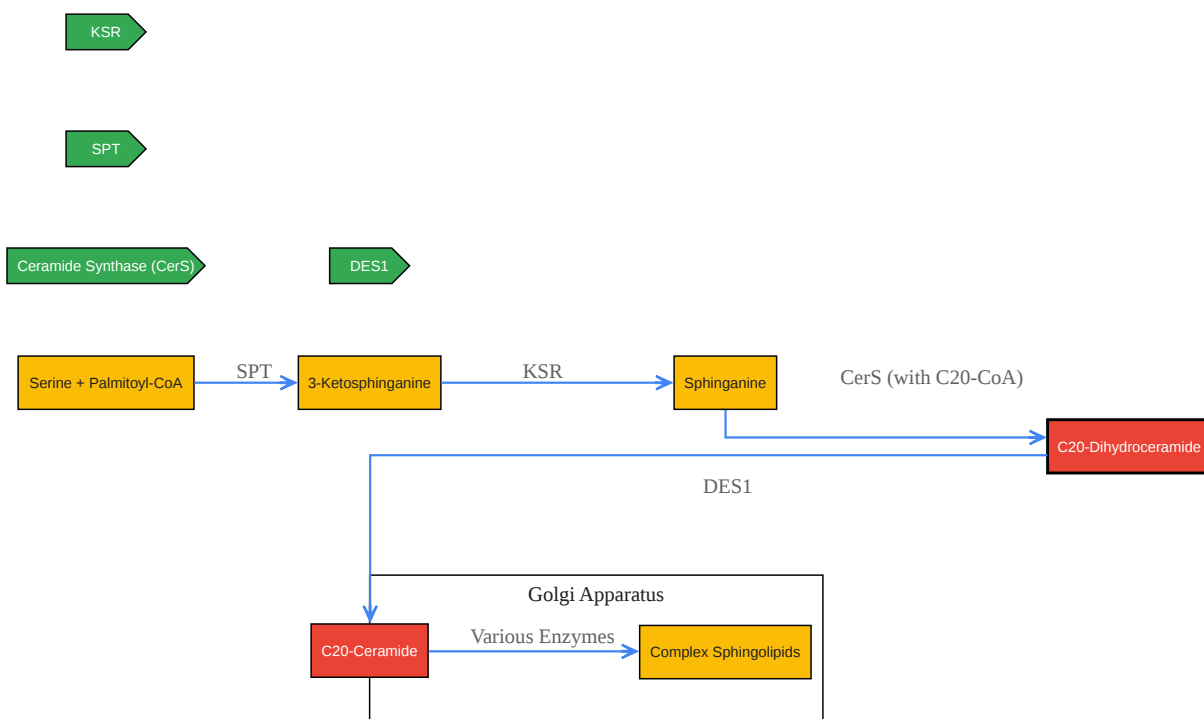 KSR
SPT
Ceramide Synthase (CerS)
DES1
Serine + Palmitoyl-CoA
SPT
3-Ketosphinganine
KSR
Sphinganine
CerS (with C20-CoA)
C20-Dihydroceramide
DES1
Golgi Apparatus
C20-Ceramide
Various Enzymes
Complex Sphingolipids